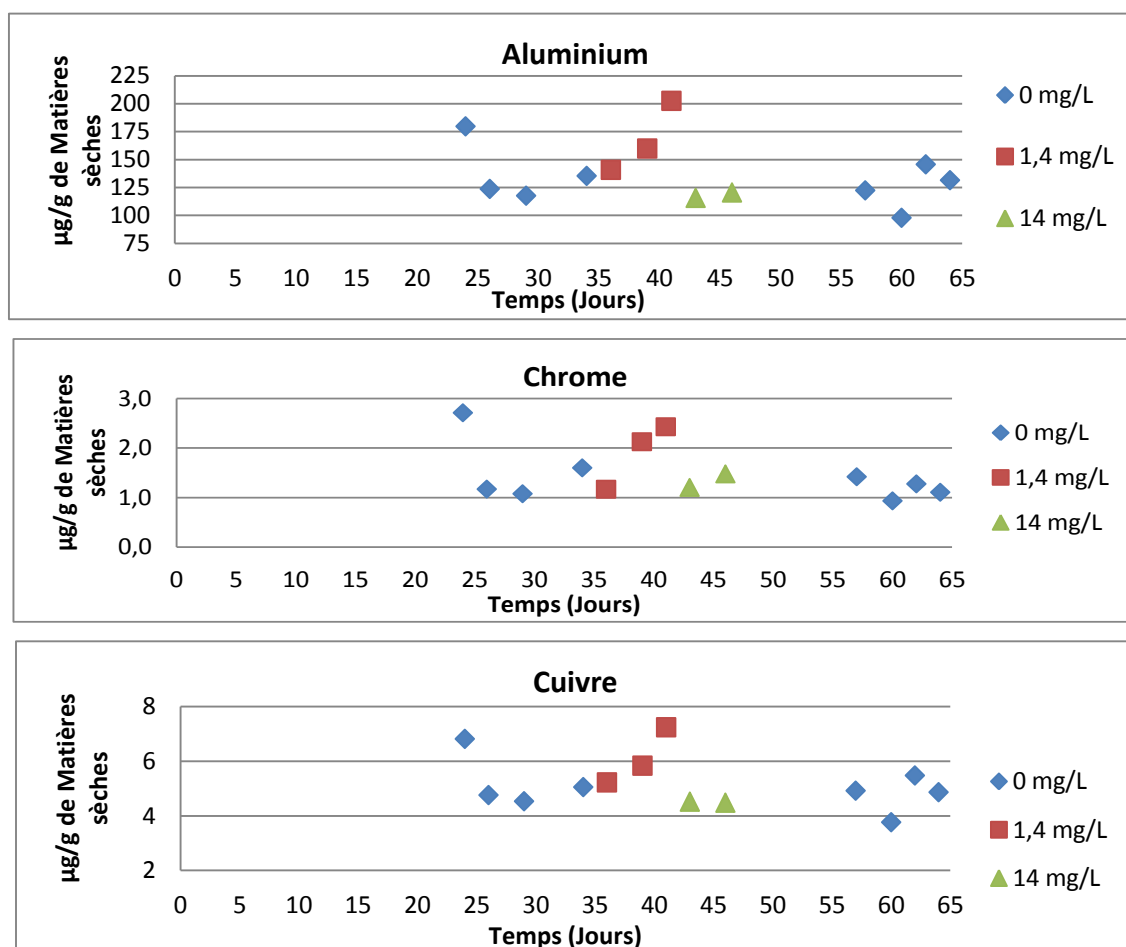 Aluminium
µg/g de Matières
sèches
225
200
175
150
125
100
75
0 5 10 15 20 25 30 35 40 45 50 55 60 65
Temps (Jours)
0 mg/L
1,4 mg/L
14 mg/L
Chrome
µg/g de Matières
sèches
3,0
2,0
1,0
0,0
0 5 10 15 20 25 30 35 40 45 50 55 60 65
Temps (Jours)
0 mg/L
1,4 mg/L
14 mg/L
Cuivre
µg/g de Matières
sèches
8
6
4
2
0 5 10 15 20 25 30 35 40 45 50 55 60 65
Temps (Jours)
0 mg/L
1,4 mg/L
14 mg/L